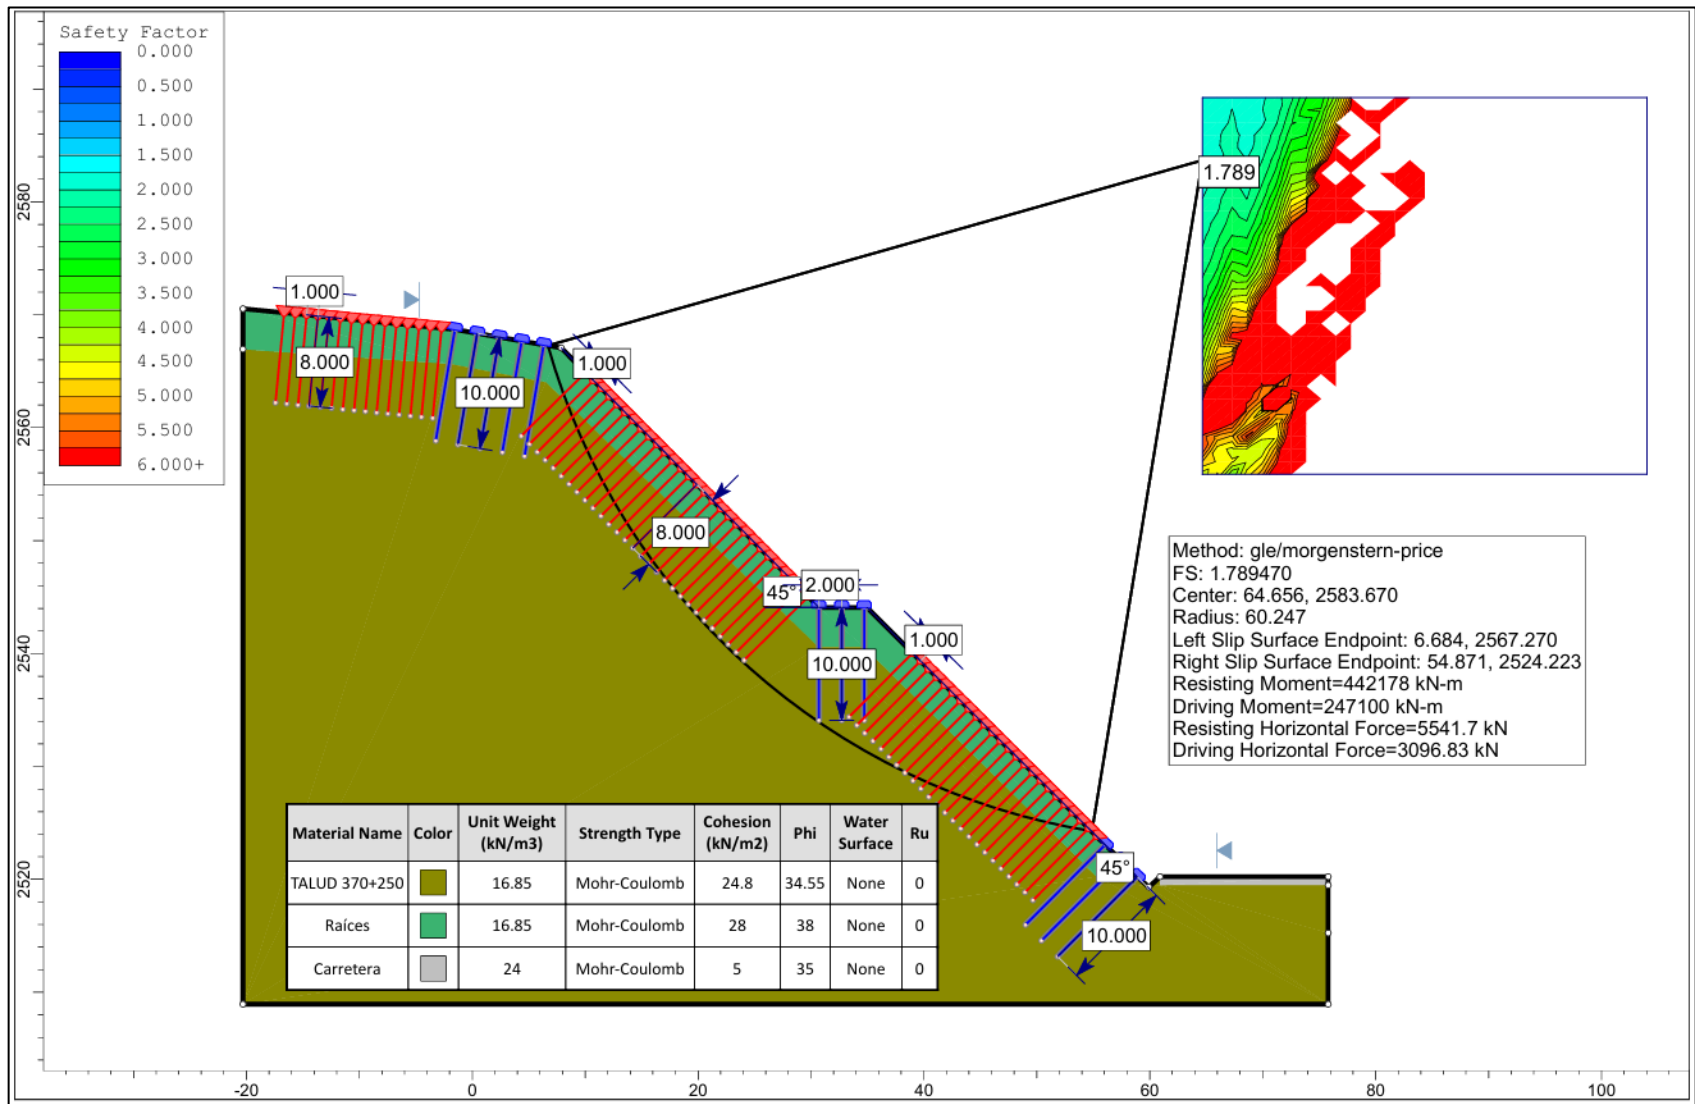 Safety Factor
0.000
0.500
1.000
1.500
2.000
2.500
3.000
3.500
4.000
4.500
5.000
5.500
6.000+
1.789
1.000
8.000
10.000
1.000
8.000
45°
2.000
10.000
1.000
45°
10.000
Method: gle/morgenstern-price
FS: 1.789470
Center: 64.656, 2583.670
Radius: 60.247
Left Slip Surface Endpoint: 6.684, 2567.270
Right Slip Surface Endpoint: 54.871, 2524.223
Resisting Moment=442178 kN-m
Driving Moment=247100 kN-m
Resisting Horizontal Force=5541.7 kN
Driving Horizontal Force=3096.83 kN
Material Name Color Unit Weight (kN/m3) Strength Type Cohesion (kN/m2) Phi Water Surface Ru
TALUD 370+250 16.85 Mohr-Coulomb 24.8 34.55 None 0
Raíces 16.85 Mohr-Coulomb 28 38 None 0
Carretera 24 Mohr-Coulomb 5 35 None 0
2580
2560
2540
2520
-20 0 20 40 60 80 100